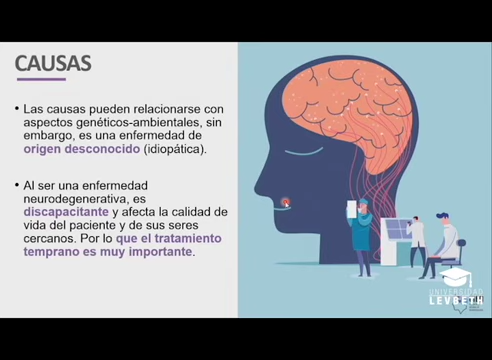 CAUSAS
• Las causas pueden relacionarse con
aspectos genéticos-ambientales, sin
embargo, es una enfermedad de
origen desconocido (idiopática).
• Al ser una enfermedad
neurodegenerativa, es
discapacitante y afecta la calidad de
vida del paciente y de sus seres
cercanos. Por lo que el tratamiento
temprano es muy importante.
UNIVERSIDAD
LEVBETH